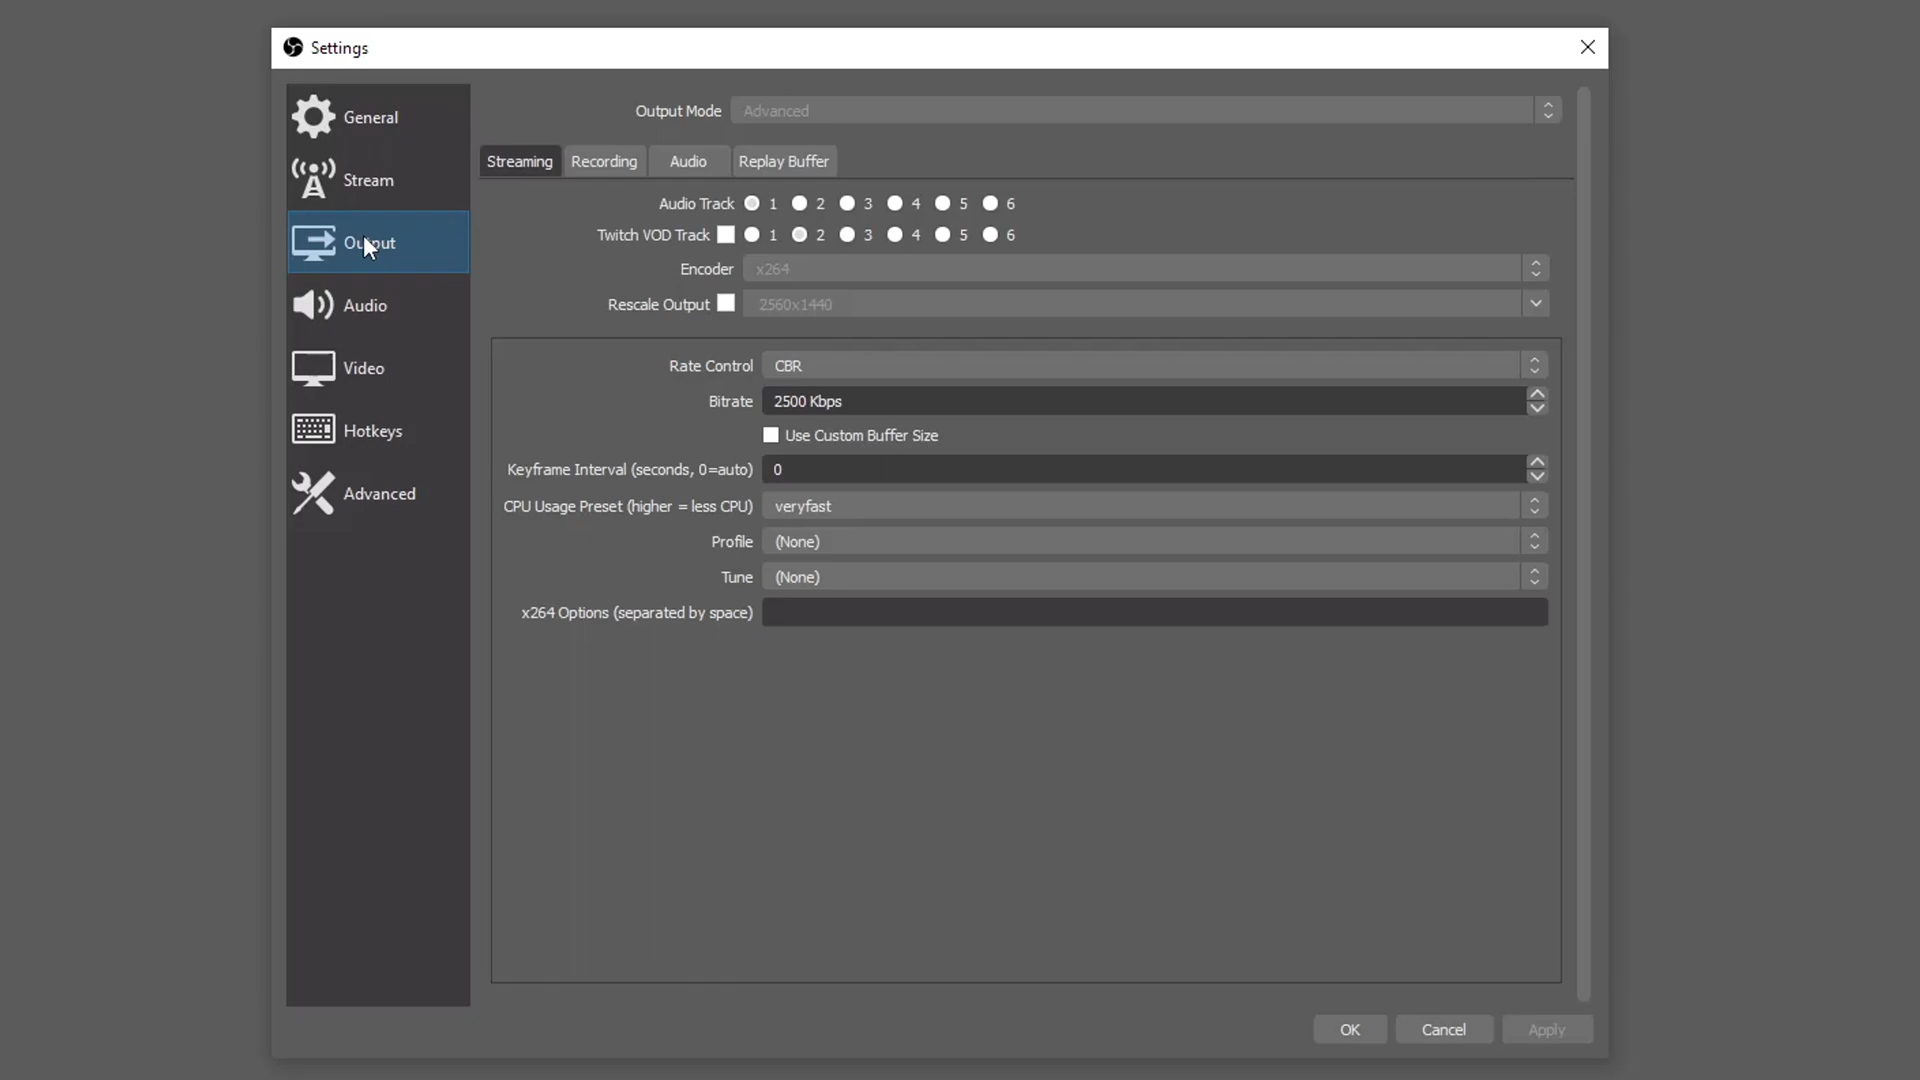 Settings
General
Stream
Output
Audio
Video
Hotkeys
Advanced
Output Mode Advanced
Streaming Recording Audio Replay Buffer
Audio Track 1 2 3 4 5 6
Twitch VOD Track 1 2 3 4 5 6
Encoder x264
Rescale Output 2560x1440
Rate Control CBR
Bitrate 2500 Kbps
Use Custom Buffer Size
Keyframe Interval (seconds, 0=auto) 0
CPU Usage Preset (higher = less CPU) veryfast
Profile (None)
Tune (None)
x264 Options (separated by space)
OK Cancel Apply